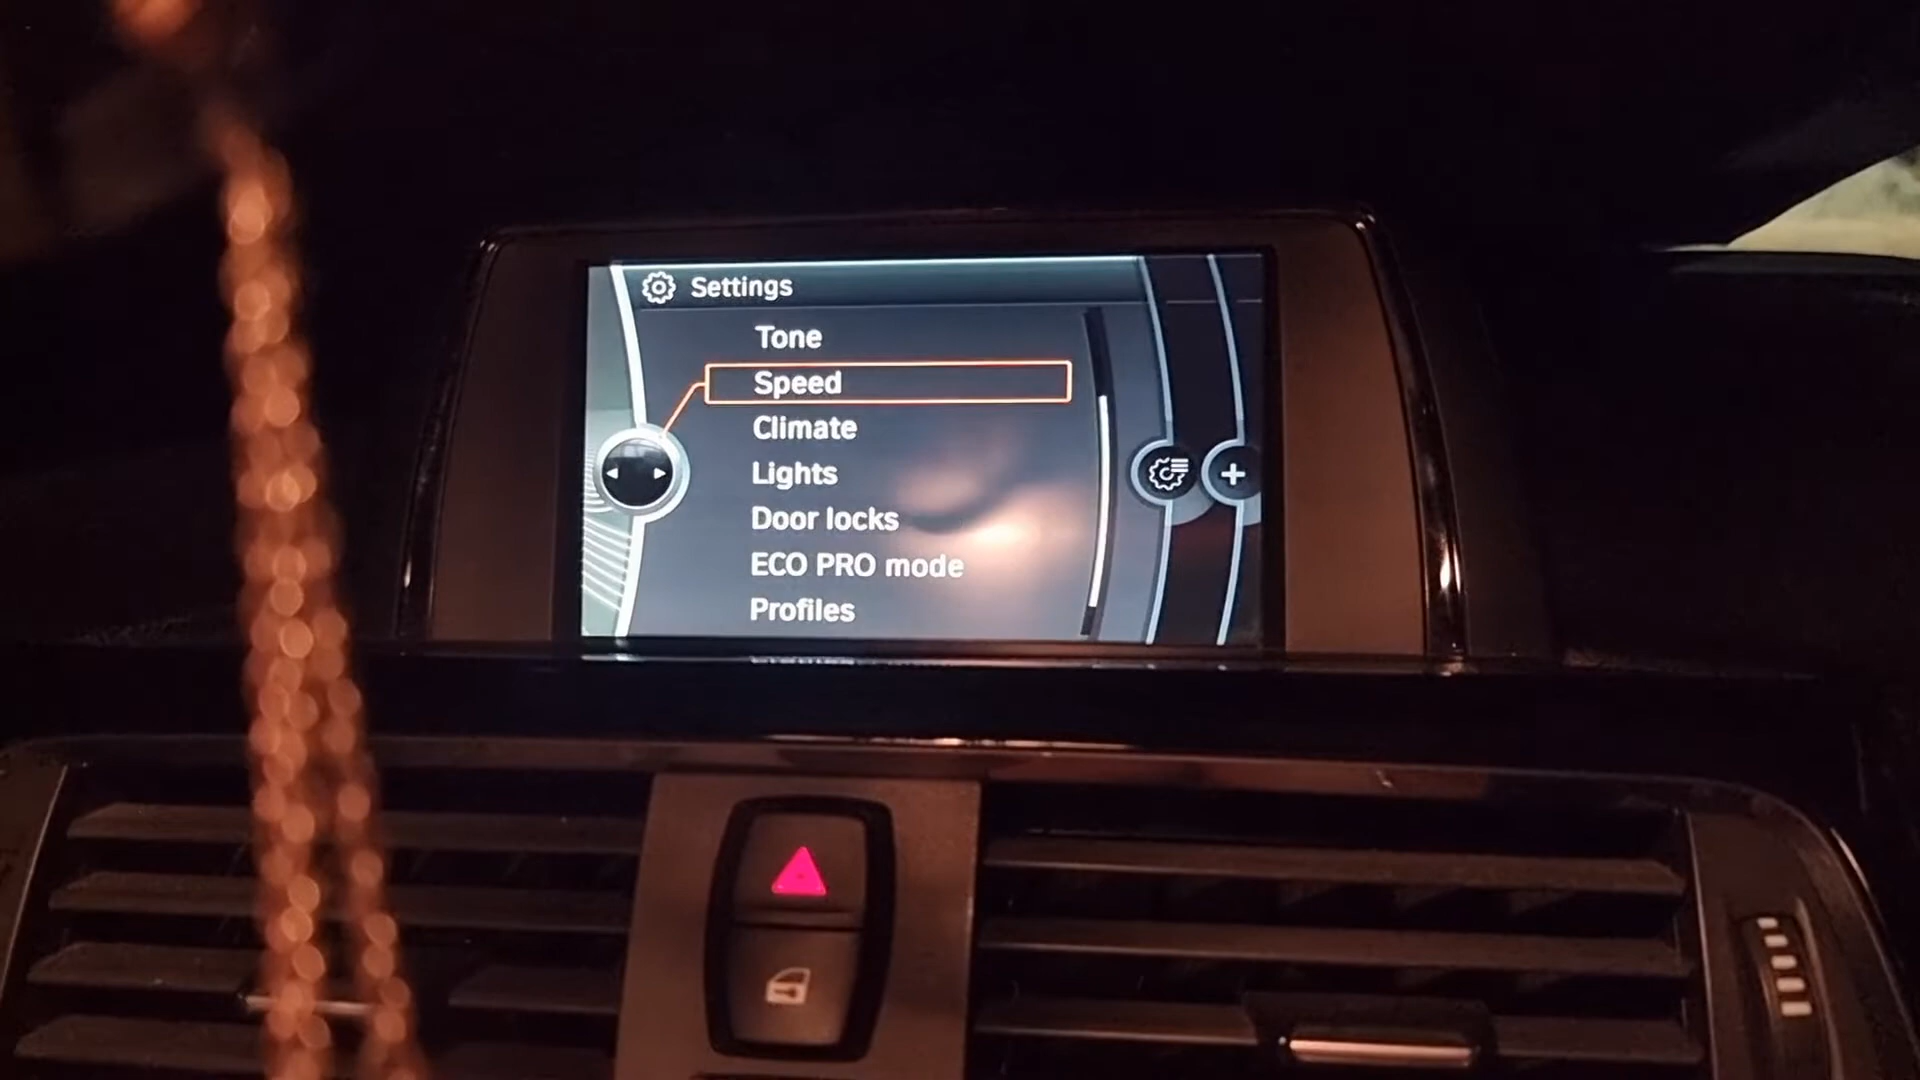 Settings
Tone
Speed
Climate
Lights
Door locks
ECO PRO mode
Profiles